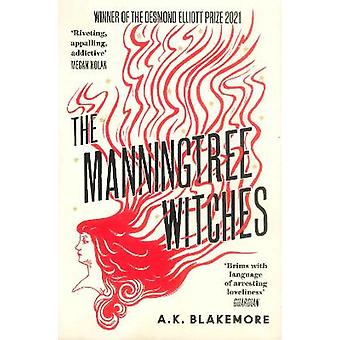 WINNER OF THE DESMOND ELLIOTT PRIZE 2021
'Riveting,
appalling,
addictive'
MEGAN NOLAN
THE
MANNINGTREE
WITCHES
'Brims with
language
of arresting
loveliness'
GUARDIAN
A.K. BLAKEMORE